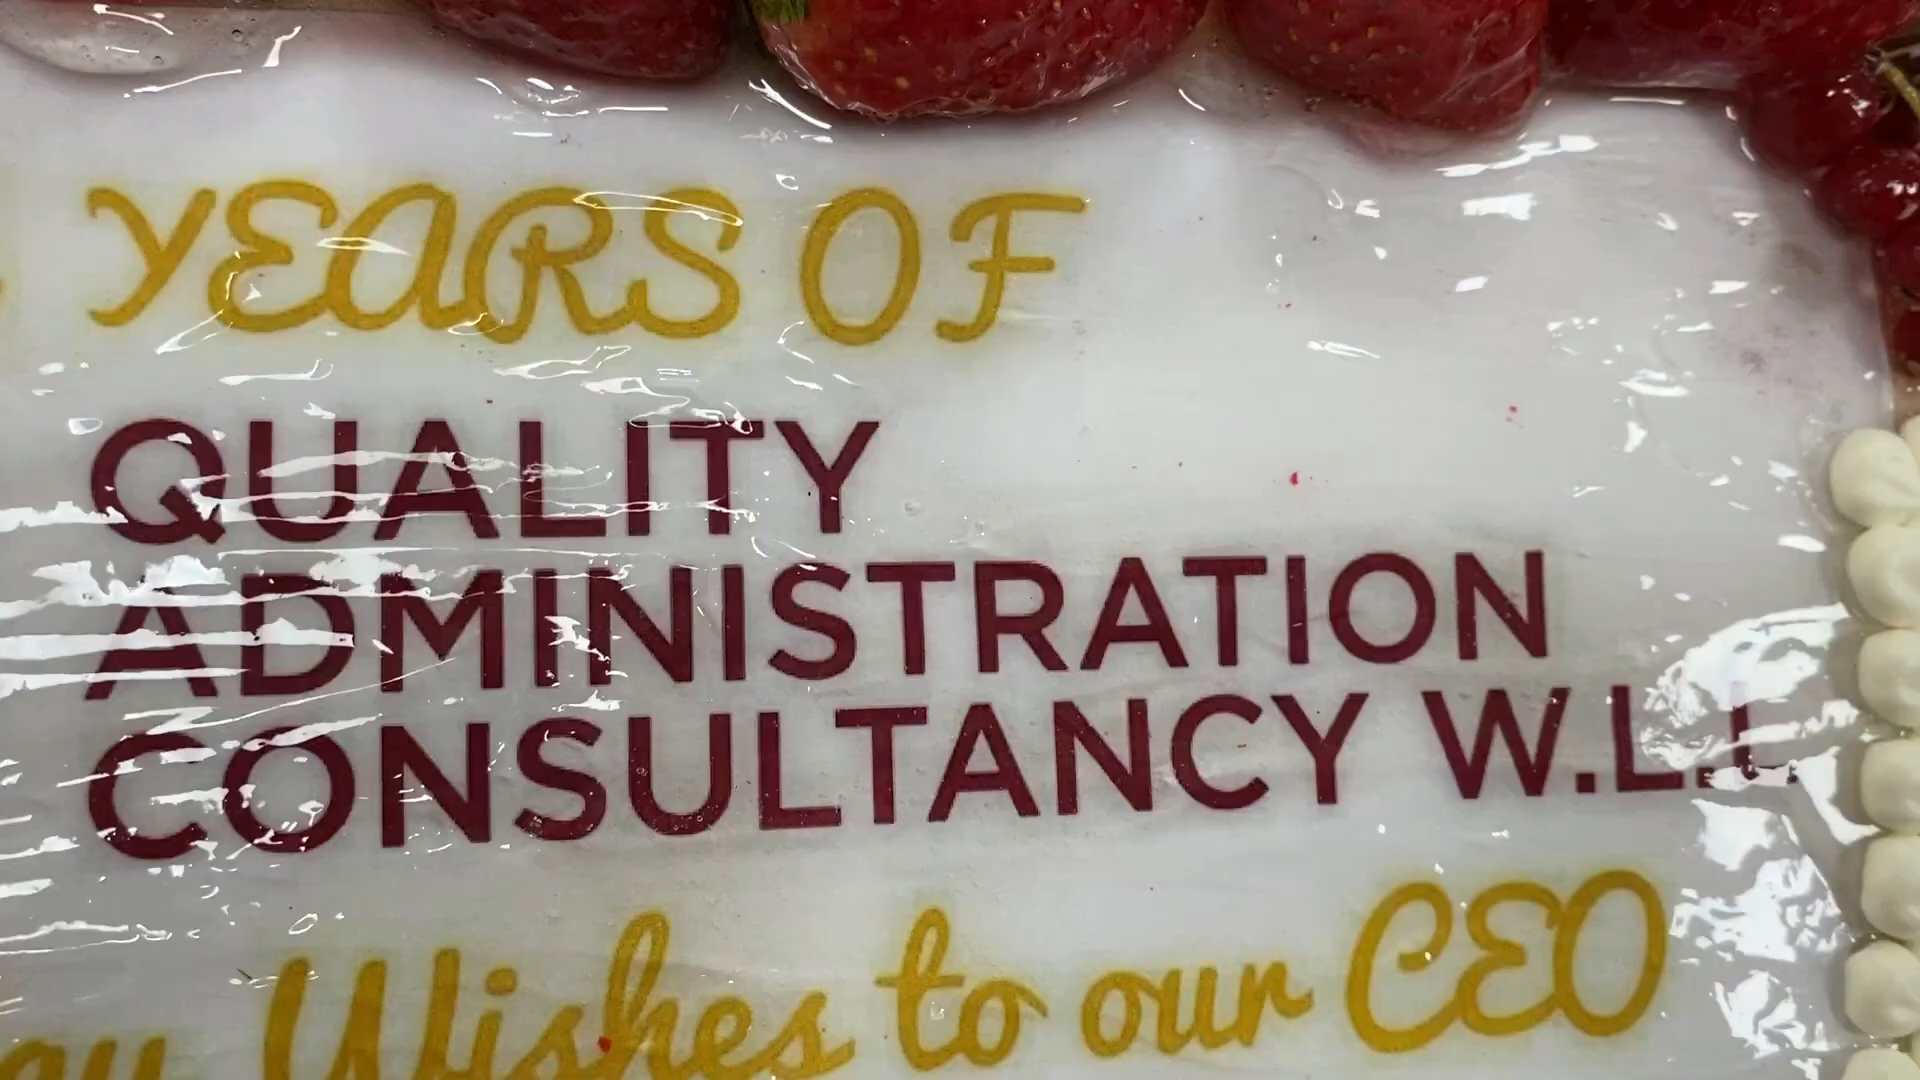 YEARS OF
QUALITY
ADMINISTRATION
CONSULTANCY W.L.L
Wishes to our CEO